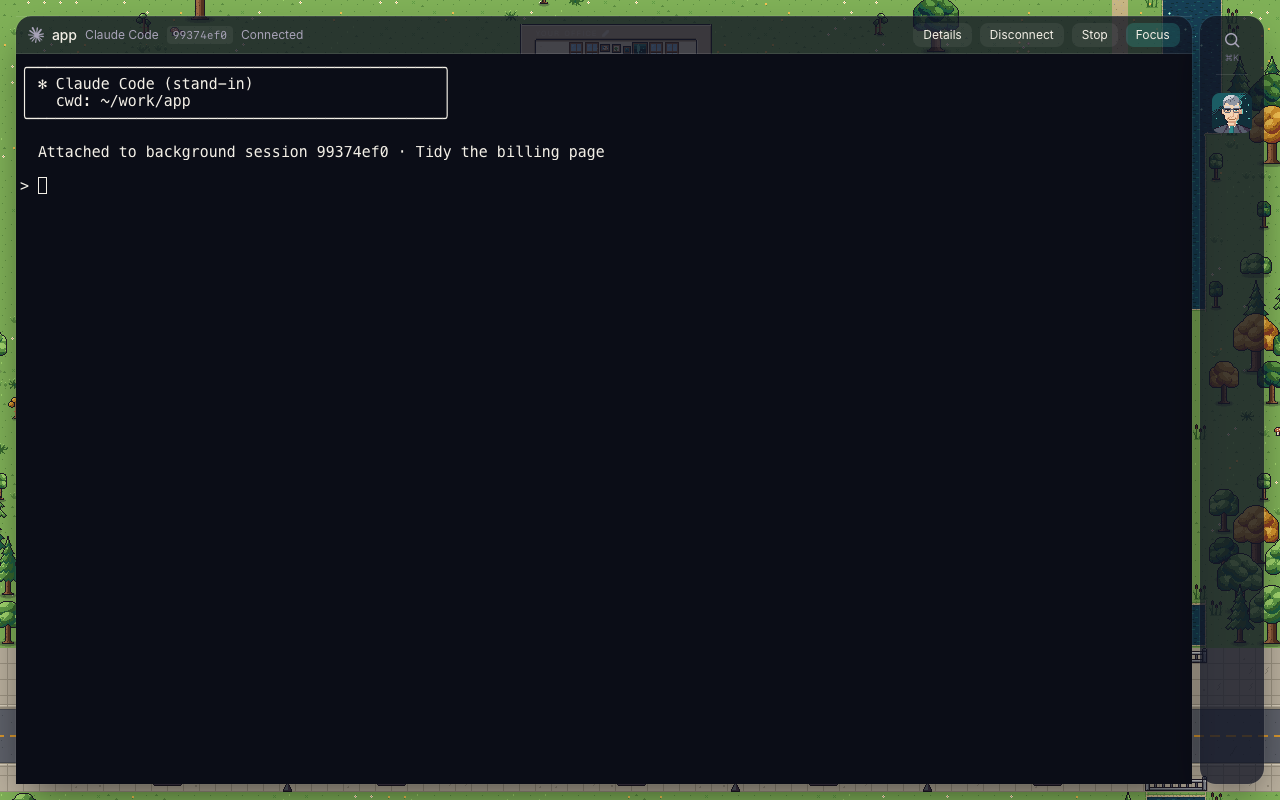 app Claude Code 99374ef0 Connected Details Disconnect Stop Focus
⌘K
✻ Claude Code (stand-in)
cwd: ~/work/app
Attached to background session 99374ef0 · Tidy the billing page
>